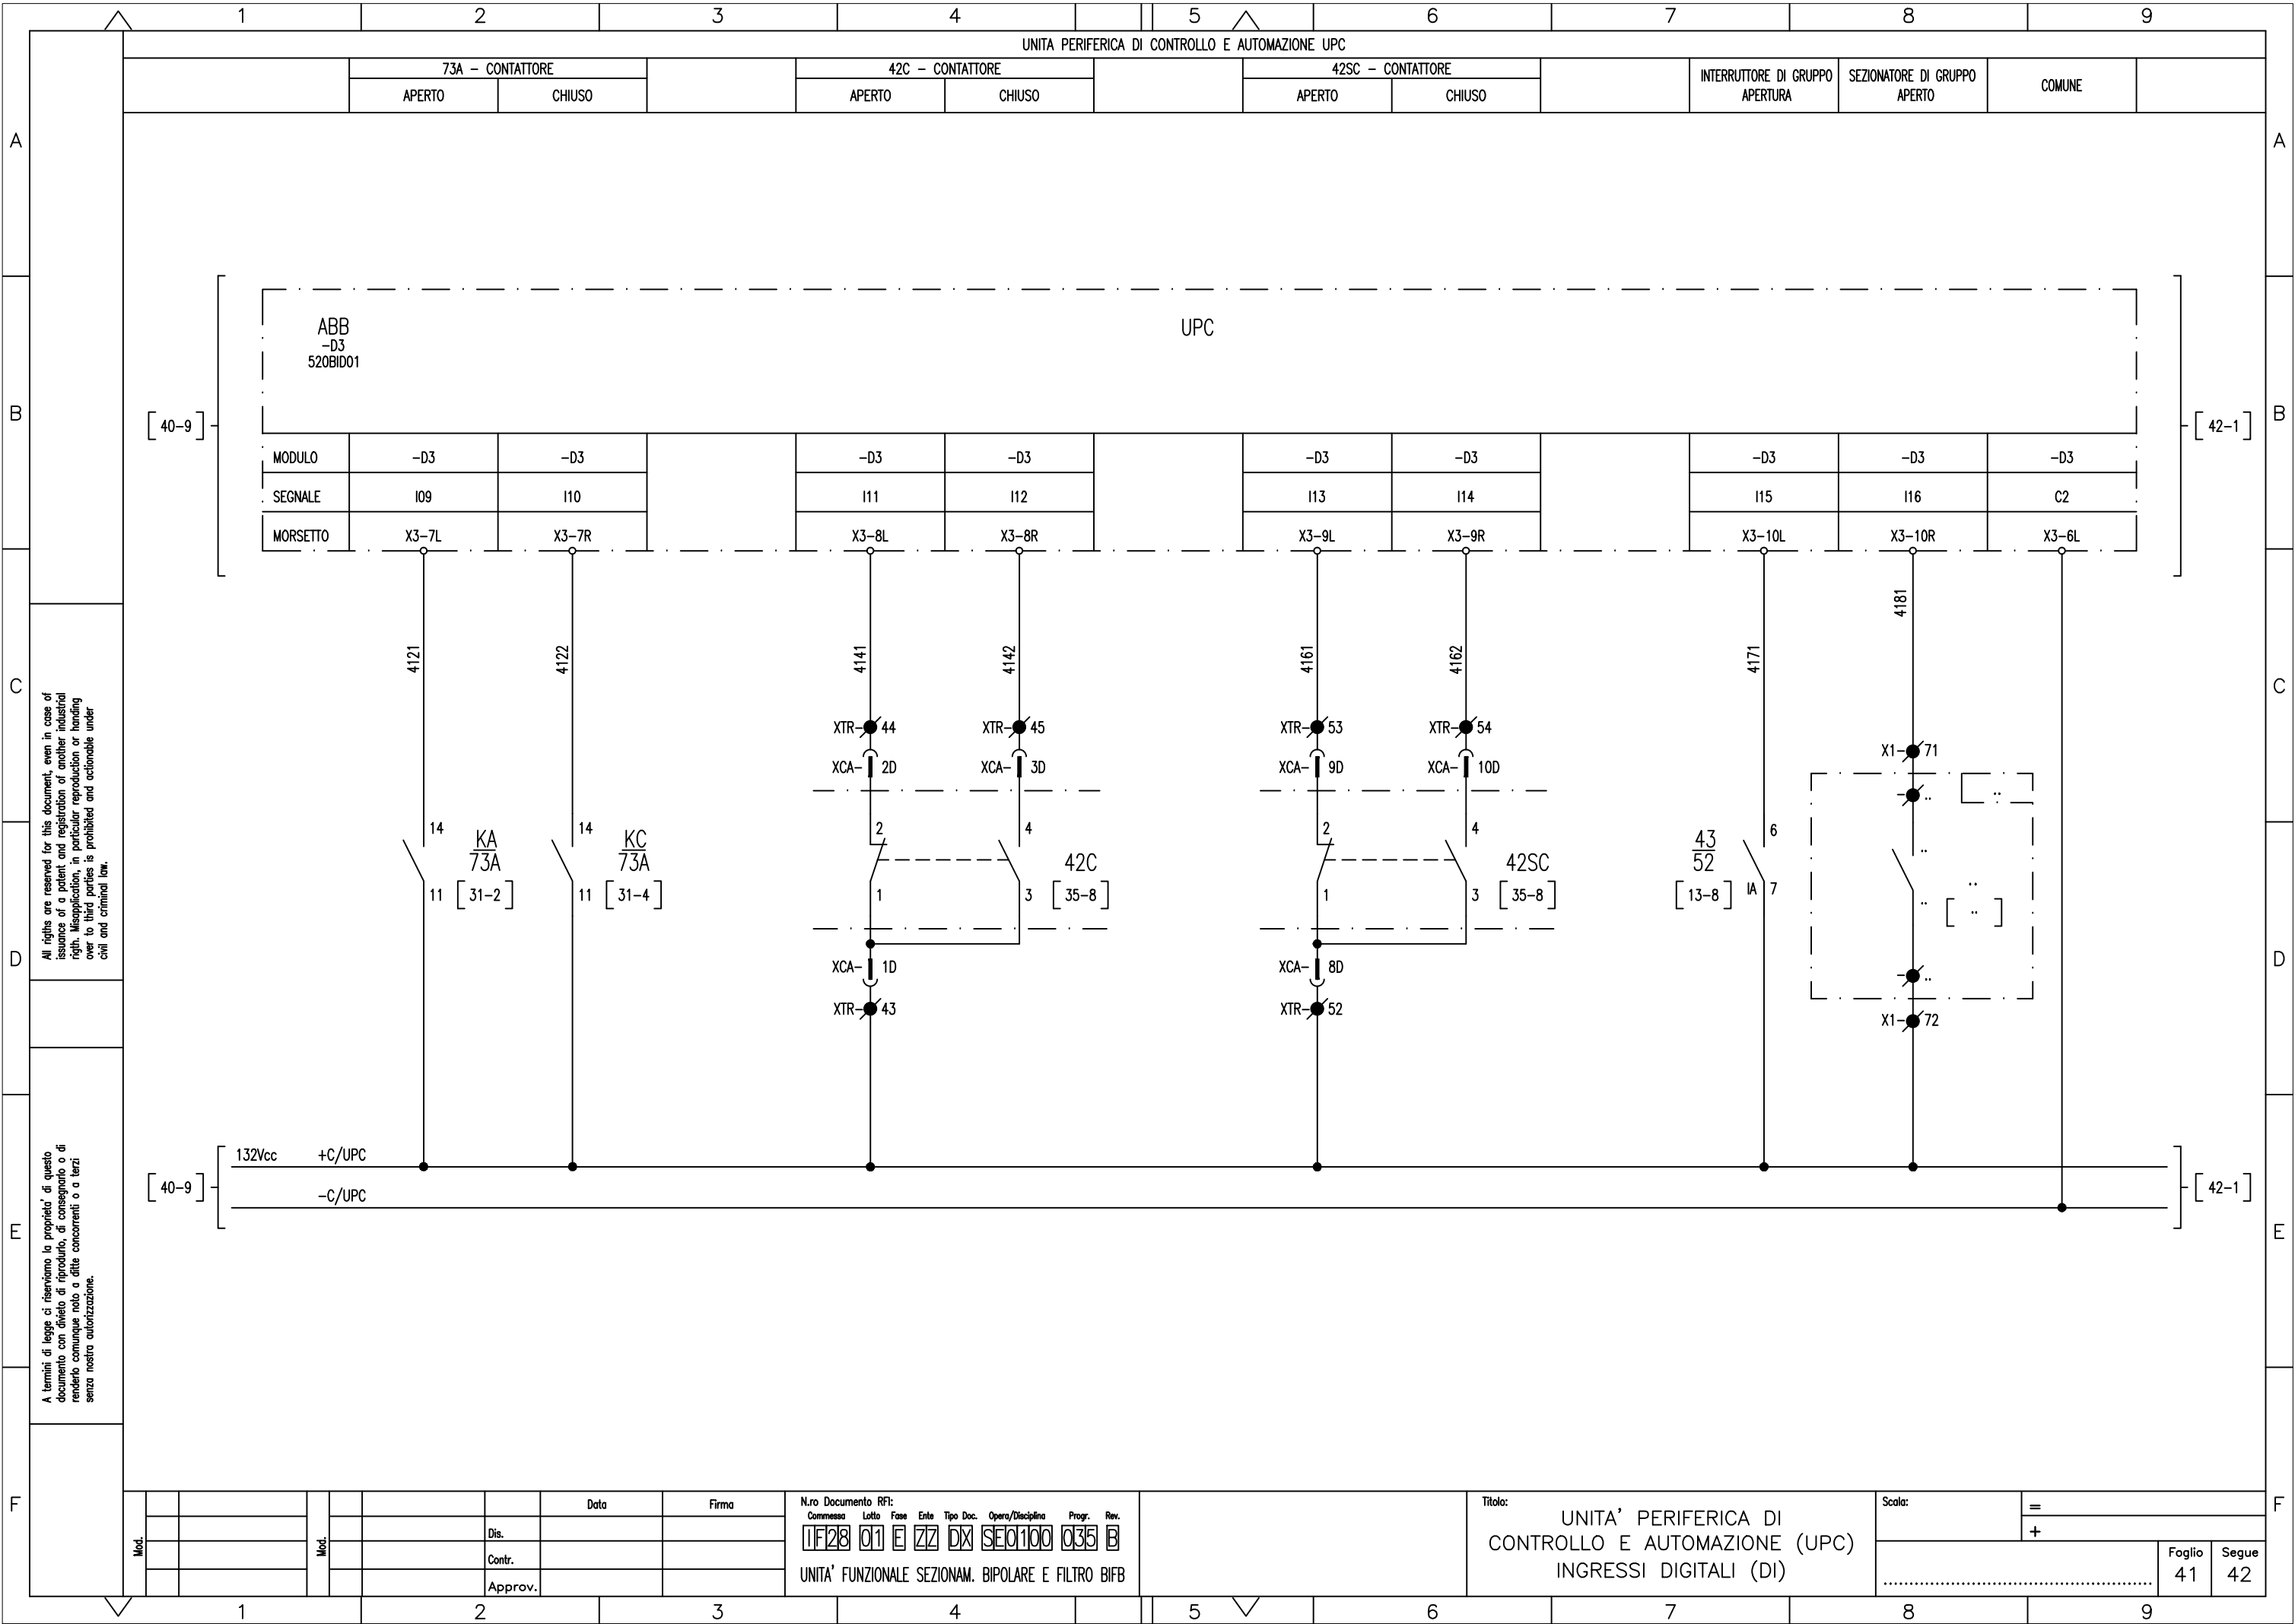 1 2 3 4 5 6 7 8 9
UNITA PERIFERICA DI CONTROLLO E AUTOMAZIONE UPC
73A - CONTATTORE
42C - CONTATTORE
42SC - CONTATTORE
INTERRUTTORE DI GRUPPO
APERTURA
SEZIONATORE DI GRUPPO
APERTO
COMUNE
APERTO CHIUSO APERTO CHIUSO APERTO CHIUSO
A A
B B
C C
D D
E E
F F
ABB
-D3
520BID01
UPC
40-9
42-1
MODULO -D3 -D3 -D3 -D3 -D3 -D3 -D3 -D3 -D3
SEGNALE I09 I10 I11 I12 I13 I14 I15 I16 C2
MORSETTO X3-7L X3-7R X3-8L X3-8R X3-9L X3-9R X3-10L X3-10R X3-6L
4121 4122 4141 4142 4161 4162 4171 4181
XTR- 44 XTR- 45 XTR- 53 XTR- 54
X1- 71
XCA- 2D XCA- 3D XCA- 9D XCA- 10D
- .. ..
14 14 2 4 2 4 6 ..
KA
73A
KC
73A
42C
42SC
43
52
..
11 [31-2] 11 [31-4] 1 3 [35-8] 1 3 [35-8] [13-8] IA 7 .. [..]
XCA- 1D XCA- 8D
- ..
XTR- 43 XTR- 52
X1- 72
132Vcc +C/UPC
-C/UPC
40-9
42-1
All rigths are reserved for this document, even in case of
issuance of a patent and registration of another industrial
rigth. Misapplication, in particular reproduction or handing
over to third parties is prohibited and actionable under
civil and criminal law.
A termini di legge ci riserviamo la proprieta' di questo
documento con divieto di riprodurlo, di consegnarlo o di
renderlo comunque noto a ditte concorrenti o a terzi
senza nostra autorizzazione.
Mod.
Mod.
Data Firma
Dis.
Contr.
Approv.
N.ro Documento RFI:
Commessa Lotto Fase Ente Tipo Doc. Opera/Disciplina Progr. Rev.
IF28 01 E ZZ DX SE0100 035 B
UNITA' FUNZIONALE SEZIONAM. BIPOLARE E FILTRO BIFB
Titolo:
UNITA' PERIFERICA DI
CONTROLLO E AUTOMAZIONE (UPC)
INGRESSI DIGITALI (DI)
Scala:
=
+
Foglio
41
Segue
42
1 2 3 4 5 6 7 8 9